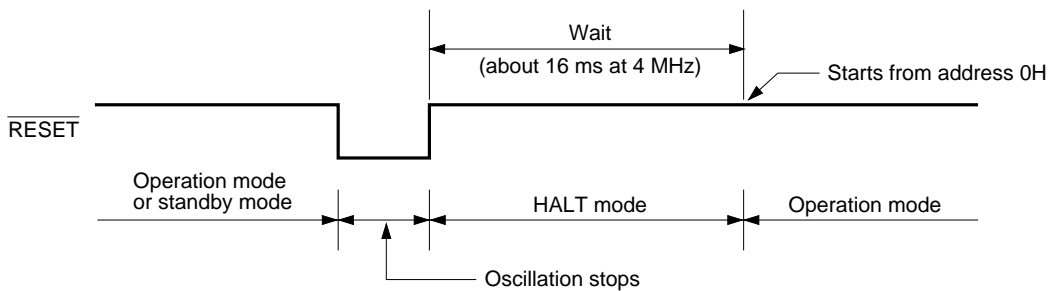 Wait
(about 16 ms at 4 MHz)
Starts from address 0H
RESET
Operation mode
or standby mode
HALT mode
Operation mode
Oscillation stops